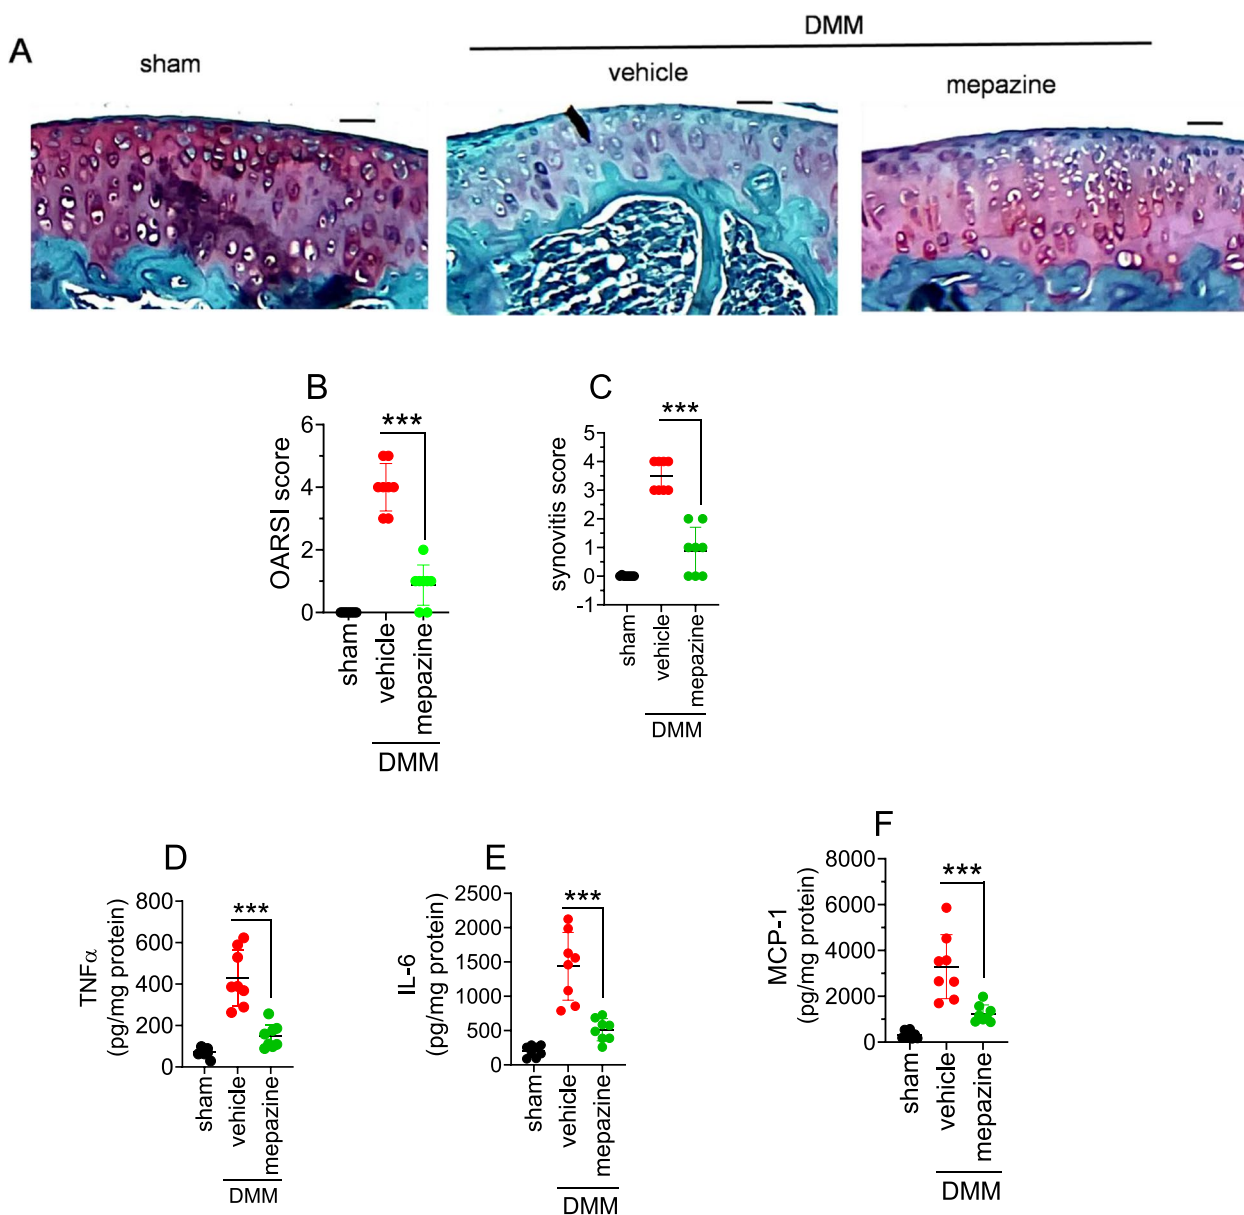 A
DMM
sham
vehicle
mepazine
B
OARSI score
6
4
2
0
***
sham
vehicle
mepazine
DMM
C
synovitis score
5
4
3
2
1
0
-1
***
sham
vehicle
mepazine
DMM
D
TNFα
(pg/mg protein)
800
600
400
200
0
***
sham
vehicle
mepazine
DMM
E
IL-6
(pg/mg protein)
2500
2000
1500
1000
500
0
***
sham
vehicle
mepazine
DMM
F
MCP-1
(pg/mg protein)
8000
6000
4000
2000
0
***
sham
vehicle
mepazine
DMM